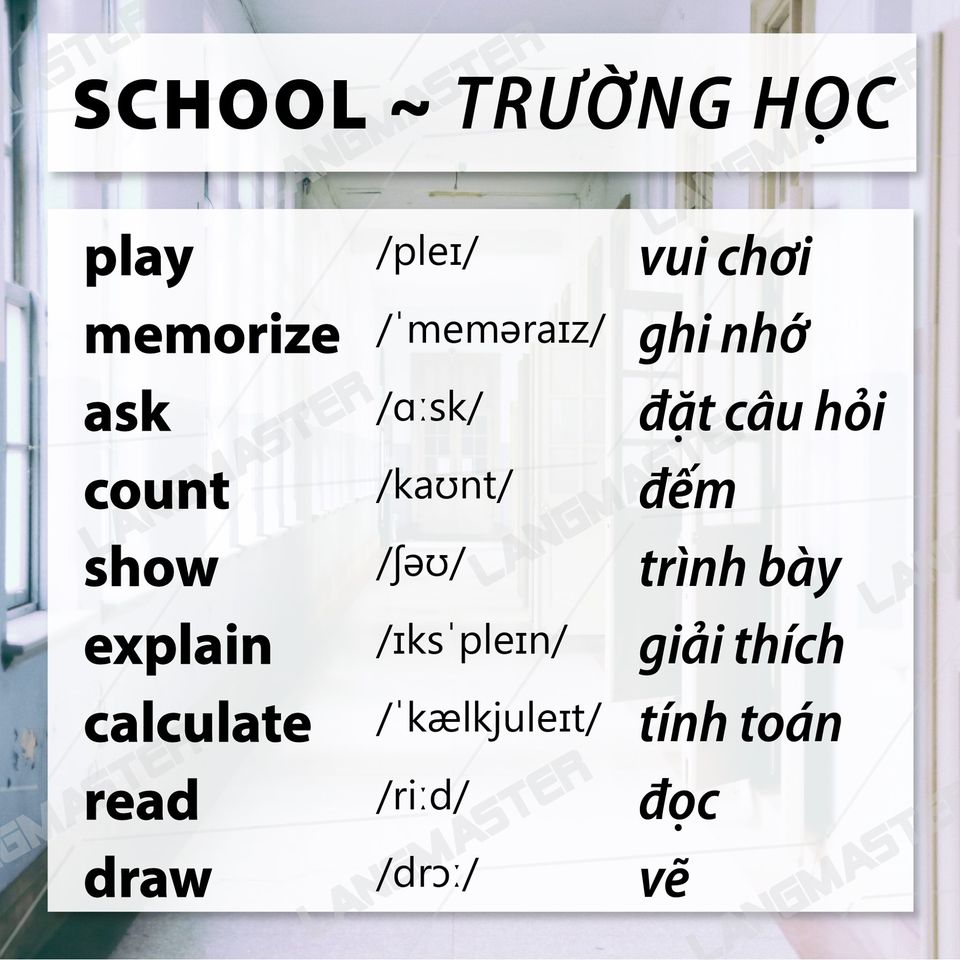 SCHOOL ~ TRƯỜNG HỌC
play /pleɪ/ vui chơi
memorize /ˈmeməraɪz/ ghi nhớ
ask /ɑːsk/ đặt câu hỏi
count /kaʊnt/ đếm
show /ʃəʊ/ trình bày
explain /ɪksˈpleɪn/ giải thích
calculate /ˈkælkjuleɪt/ tính toán
read /riːd/ đọc
draw /drɔː/ vẽ
LANGMASTER